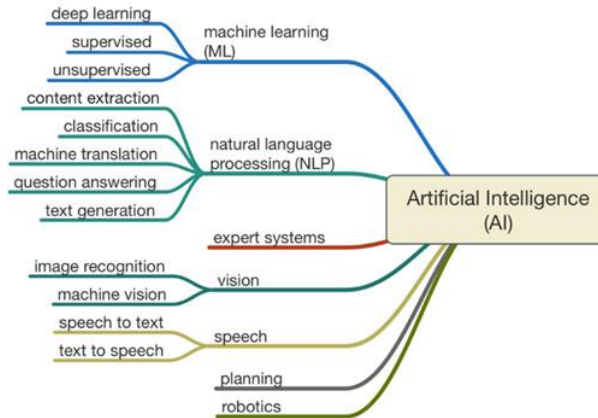 deep learning
supervised
unsupervised
machine learning
(ML)
content extraction
classification
machine translation
question answering
text generation
natural language
processing (NLP)
expert systems
image recognition
machine vision
vision
speech to text
text to speech
speech
planning
robotics
Artificial Intelligence
(AI)